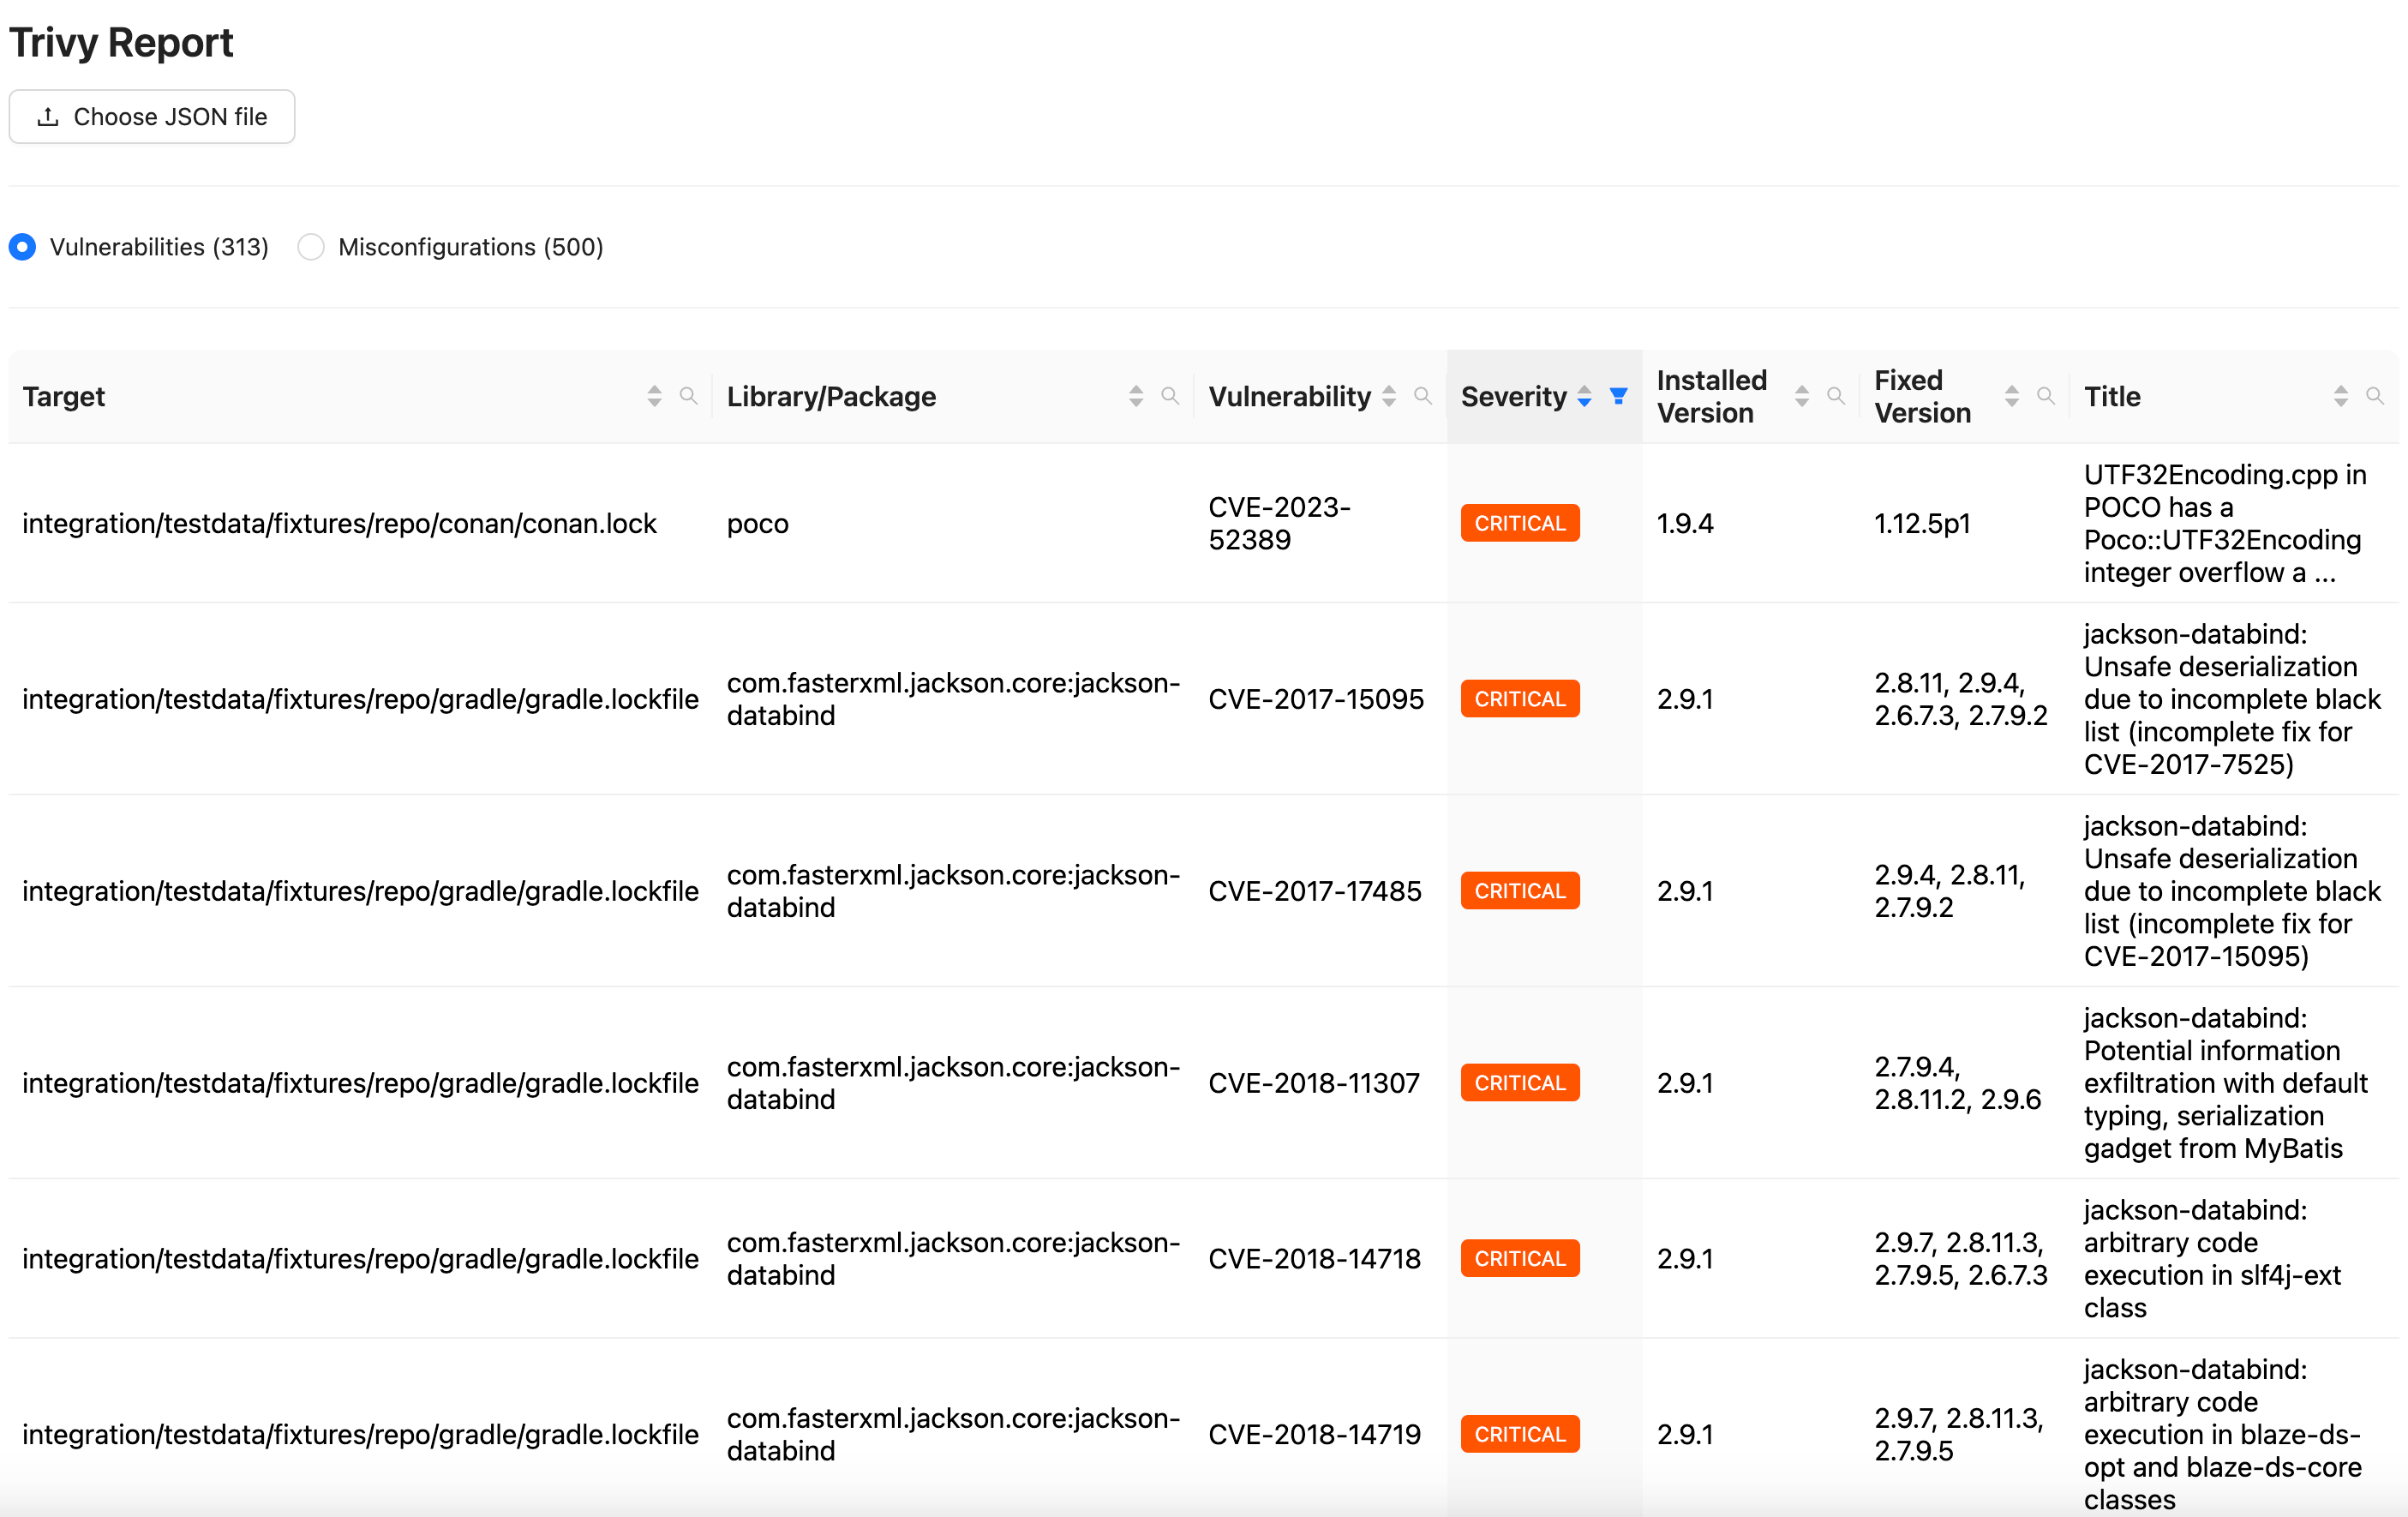 Trivy Report
Choose JSON file
Vulnerabilities (313) Misconfigurations (500)
Target Library/Package Vulnerability Severity Installed Version Fixed Version Title
integration/testdata/fixtures/repo/conan/conan.lock poco CVE-2023-52389 CRITICAL 1.9.4 1.12.5p1 UTF32Encoding.cpp in POCO has a Poco::UTF32Encoding integer overflow a ...
integration/testdata/fixtures/repo/gradle/gradle.lockfile com.fasterxml.jackson.core:jackson-databind CVE-2017-15095 CRITICAL 2.9.1 2.8.11, 2.9.4, 2.6.7.3, 2.7.9.2 jackson-databind: Unsafe deserialization due to incomplete black list (incomplete fix for CVE-2017-7525)
integration/testdata/fixtures/repo/gradle/gradle.lockfile com.fasterxml.jackson.core:jackson-databind CVE-2017-17485 CRITICAL 2.9.1 2.9.4, 2.8.11, 2.7.9.2 jackson-databind: Unsafe deserialization due to incomplete black list (incomplete fix for CVE-2017-15095)
integration/testdata/fixtures/repo/gradle/gradle.lockfile com.fasterxml.jackson.core:jackson-databind CVE-2018-11307 CRITICAL 2.9.1 2.7.9.4, 2.8.11.2, 2.9.6 jackson-databind: Potential information exfiltration with default typing, serialization gadget from MyBatis
integration/testdata/fixtures/repo/gradle/gradle.lockfile com.fasterxml.jackson.core:jackson-databind CVE-2018-14718 CRITICAL 2.9.1 2.9.7, 2.8.11.3, 2.7.9.5, 2.6.7.3 jackson-databind: arbitrary code execution in slf4j-ext class
integration/testdata/fixtures/repo/gradle/gradle.lockfile com.fasterxml.jackson.core:jackson-databind CVE-2018-14719 CRITICAL 2.9.1 2.9.7, 2.8.11.3, 2.7.9.5 jackson-databind: arbitrary code execution in blaze-ds-opt and blaze-ds-core classes